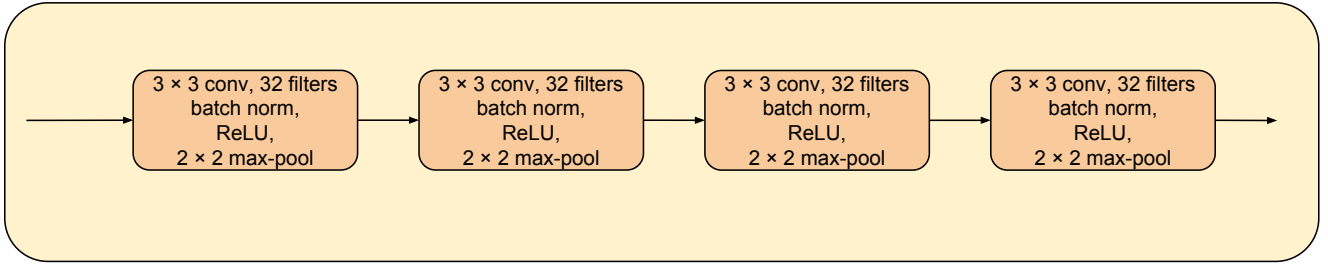 3 × 3 conv, 32 filters
batch norm,
ReLU,
2 × 2 max-pool
3 × 3 conv, 32 filters
batch norm,
ReLU,
2 × 2 max-pool
3 × 3 conv, 32 filters
batch norm,
ReLU,
2 × 2 max-pool
3 × 3 conv, 32 filters
batch norm,
ReLU,
2 × 2 max-pool